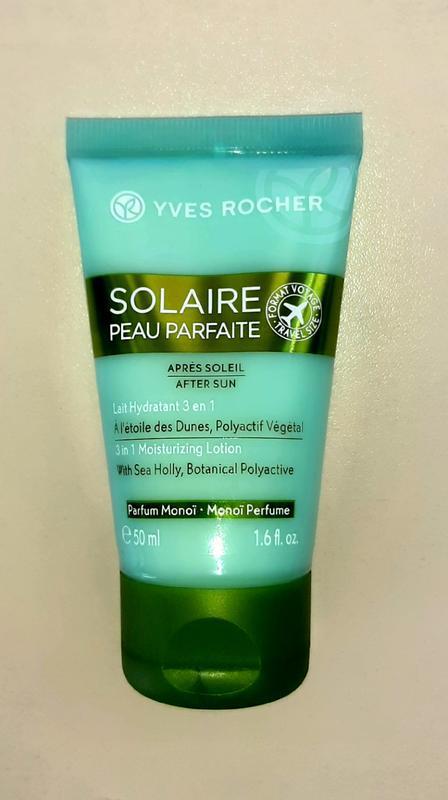 YVES ROCHER
SOLAIRE
PEAU PARFAITE
FORMAT VOYAGE
• TRAVEL SIZE •
APRÈS SOLEIL
AFTER SUN
Lait Hydratant 3 en 1
À l'étoile des Dunes, Polyactif Végétal
3 in 1 Moisturizing Lotion
With Sea Holly, Botanical Polyactive
Parfum Monoï • Monoï Perfume
℮ 50 ml 1.6 fl. oz.